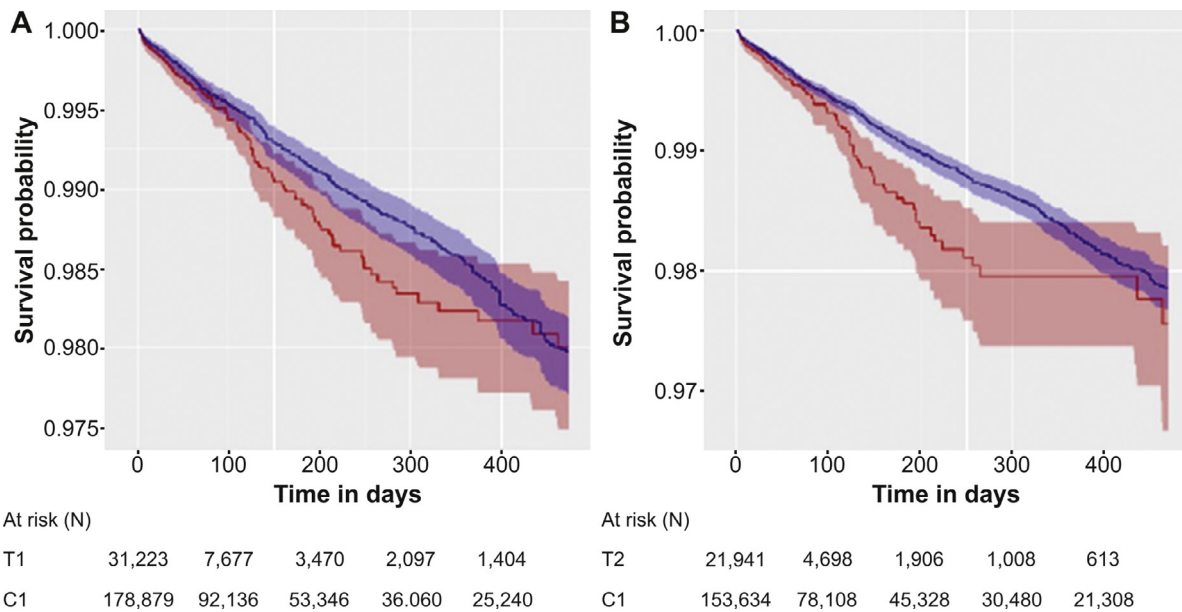 A
B
1.000
0.995
0.990
0.985
0.980
0.975
Survival probability
0 100 200 300 400
Time in days
1.00
0.99
0.98
0.97
Survival probability
0 100 200 300 400
Time in days
At risk (N)
T1 31,223 7,677 3,470 2,097 1,404
C1 178,879 92,136 53,346 36.060 25,240
At risk (N)
T2 21,941 4,698 1,906 1,008 613
C1 153,634 78,108 45,328 30,480 21,308